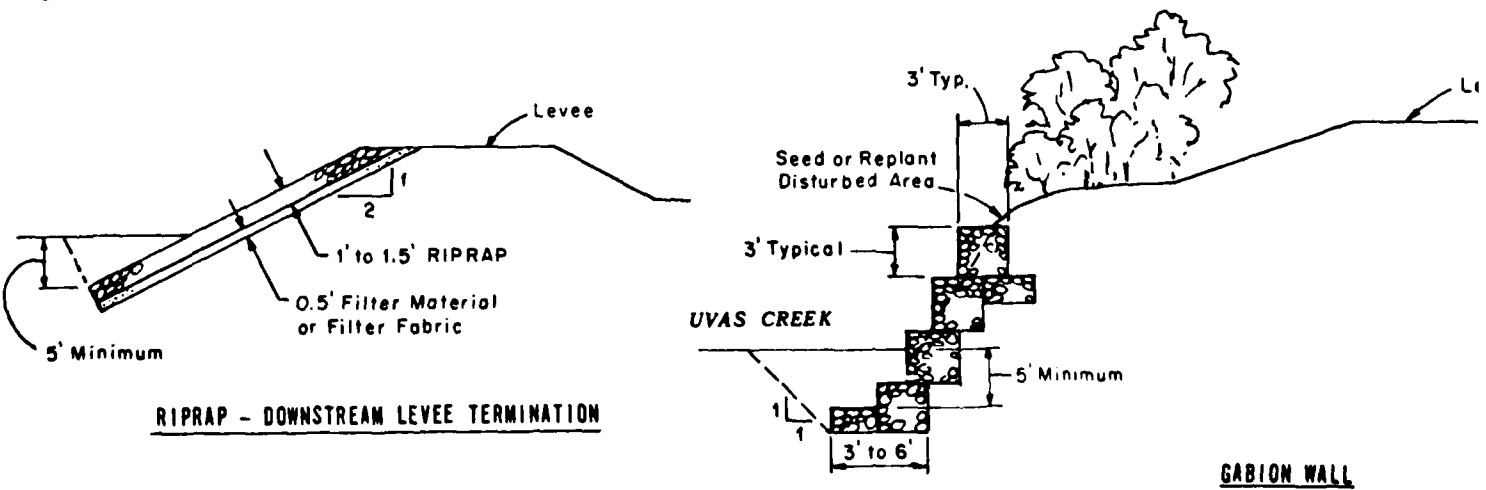 Levee
1
2
1' to 1.5' RIPRAP
0.5' Filter Material
or Filter Fabric
5' Minimum
RIPRAP - DOWNSTREAM LEVEE TERMINATION
3' Typ.
Seed or Replant
Disturbed Area
3' Typical
UVAS CREEK
5' Minimum
1
1
3' to 6'
GABION WALL